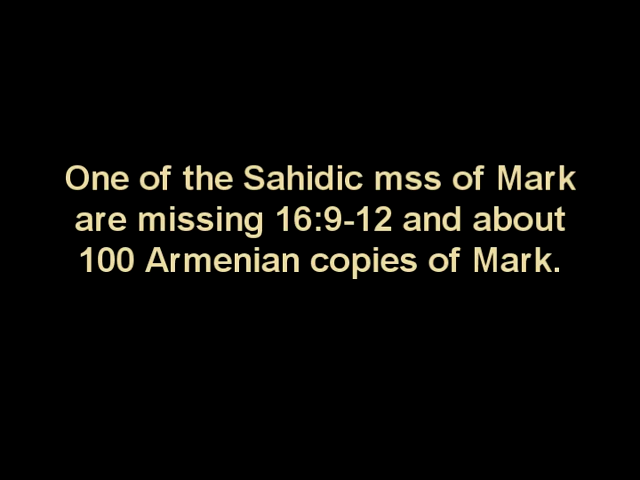 One of the Sahidic mss of Mark
are missing 16:9-12 and about
100 Armenian copies of Mark.